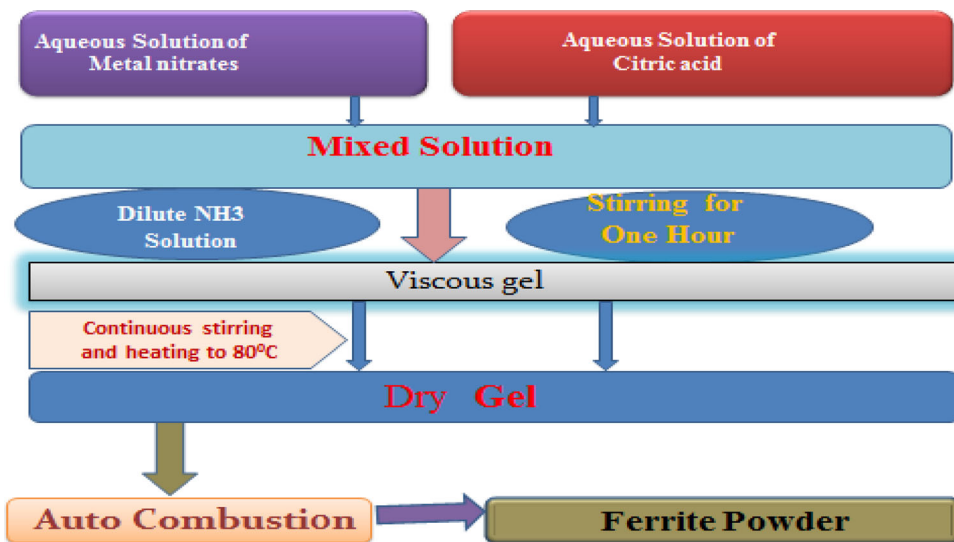 Aqueous Solution of
Metal nitrates
Aqueous Solution of
Citric acid
Mixed Solution
Dilute NH3
Solution
Stirring for
One Hour
Viscous gel
Continuous stirring
and heating to 80⁰C
Dry Gel
Auto Combustion
Ferrite Powder